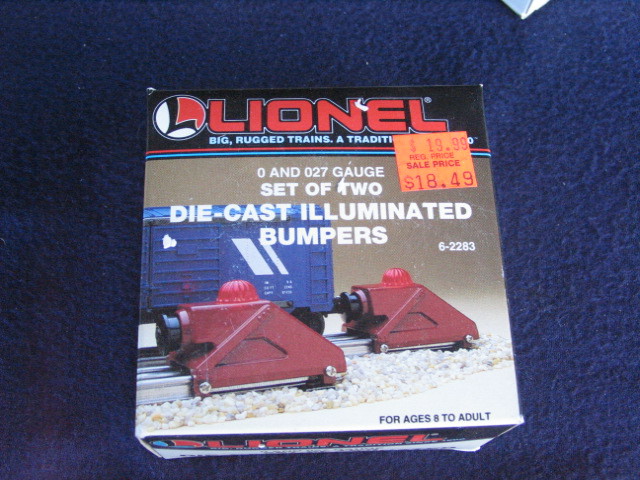 LIONEL®
BIG, RUGGED TRAINS. A TRADITION
$ 19.99
REG. PRICE
SALE PRICE
$18.49
0 AND 027 GAUGE
SET OF TWO
DIE-CAST ILLUMINATED
BUMPERS
6-2283
FOR AGES 8 TO ADULT
LIONEL